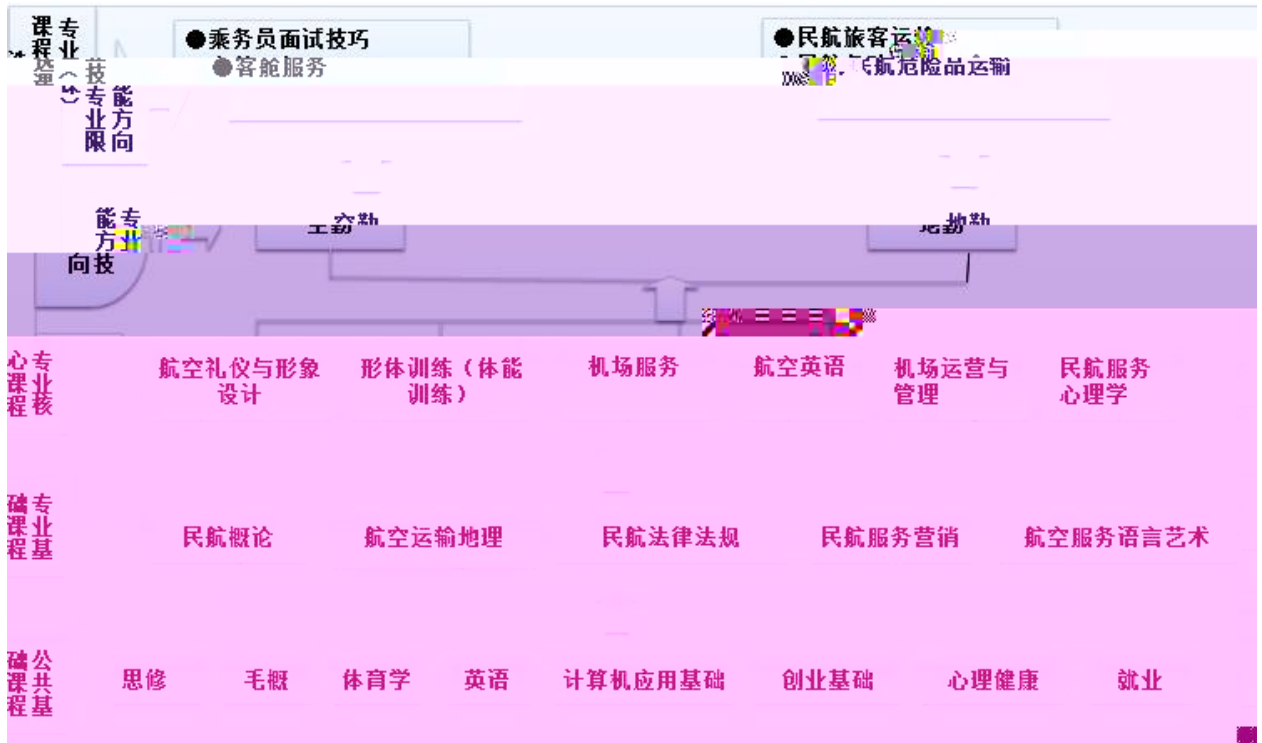 专业
课程
●乘务员面试技巧
●客舱服务
●民航旅客运输
民航危险品运输
技能方向
专业限
空勤
地勤
专业技
能方向
专业核
心课程
航空礼仪与形象
设计
形体训练(体能
训练)
机场服务
航空英语
机场运营与
管理
民航服务
心理学
专业基
础课程
民航概论
航空运输地理
民航法律法规
民航服务营销
航空服务语言艺术
公共基
础课程
思修
毛概
体育学
英语
计算机应用基础
创业基础
心理健康
就业